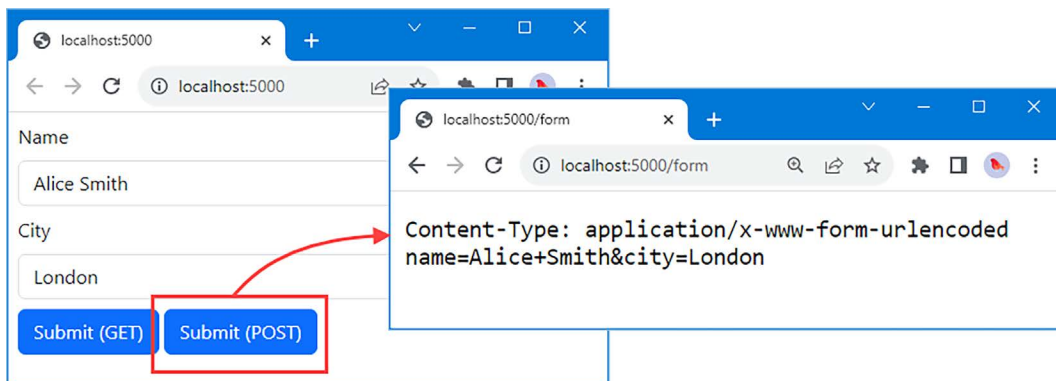 localhost:5000
localhost:5000
Name
Alice Smith
City
London
Submit (GET) Submit (POST)
localhost:5000/form
localhost:5000/form
Content-Type: application/x-www-form-urlencoded
name=Alice+Smith&city=London